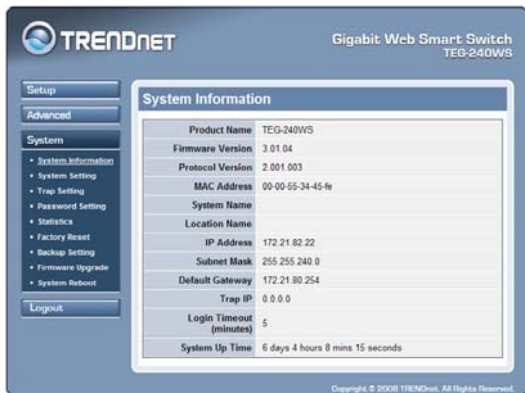 TRENDNET
Gigabit Web Smart Switch
TEG-240WS
Setup
Advanced
System
• System Information
• System Setting
• Trap Setting
• Password Setting
• Statistics
• Factory Reset
• Backup Setting
• Firmware Upgrade
• System Reboot
Logout
System Information
Product Name TEG-240WS
Firmware Version 3.01.04
Protocol Version 2.001.003
MAC Address 00-00-55-34-45-fe
System Name
Location Name
IP Address 172.21.82.22
Subnet Mask 255.255.240.0
Default Gateway 172.21.80.254
Trap IP 0.0.0.0
Login Timeout (minutes) 5
System Up Time 6 days 4 hours 8 mins 15 seconds
Copyright © 2008 TRENDnet. All Rights Reserved.